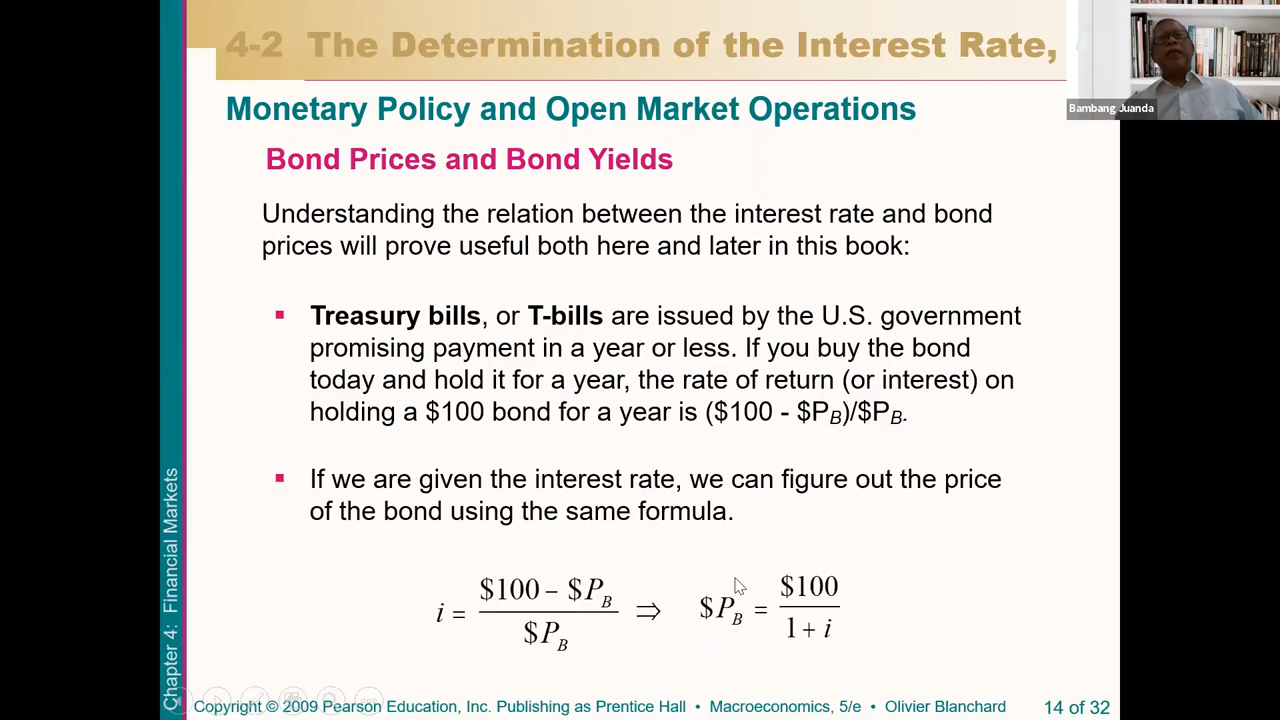 4-2 The Determination of the Interest Rate,
Bambang Juanda
Monetary Policy and Open Market Operations
Bond Prices and Bond Yields
Understanding the relation between the interest rate and bond
prices will prove useful both here and later in this book:
▪ Treasury bills, or T-bills are issued by the U.S. government
promising payment in a year or less. If you buy the bond
today and hold it for a year, the rate of return (or interest) on
holding a $100 bond for a year is ($100 - $P_B)/$P_B.
▪ If we are given the interest rate, we can figure out the price
of the bond using the same formula.
i = ($100 – $P_B)/($P_B) ⇒ $P_B = $100/(1 + i)
Chapter 4: Financial Markets
Copyright © 2009 Pearson Education, Inc. Publishing as Prentice Hall • Macroeconomics, 5/e • Olivier Blanchard
14 of 32